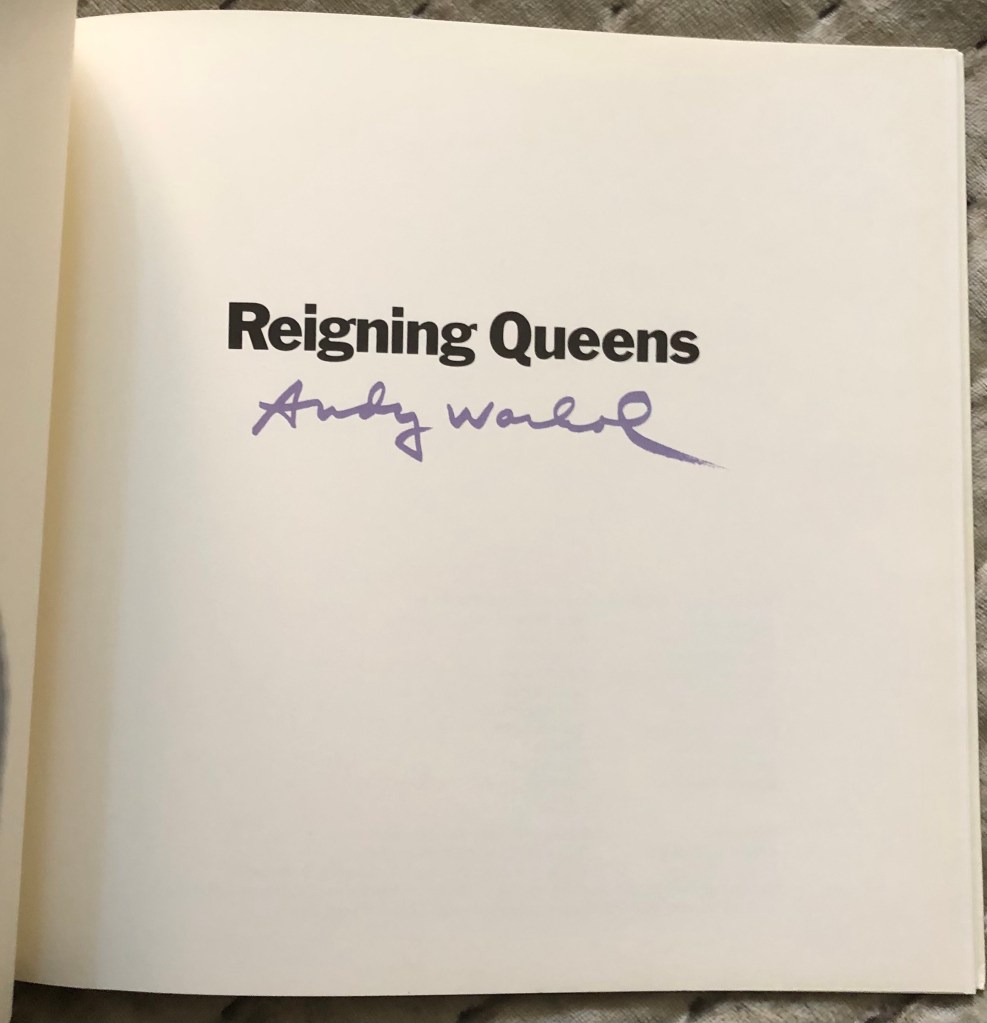 Reigning Queens
Andy Warhol